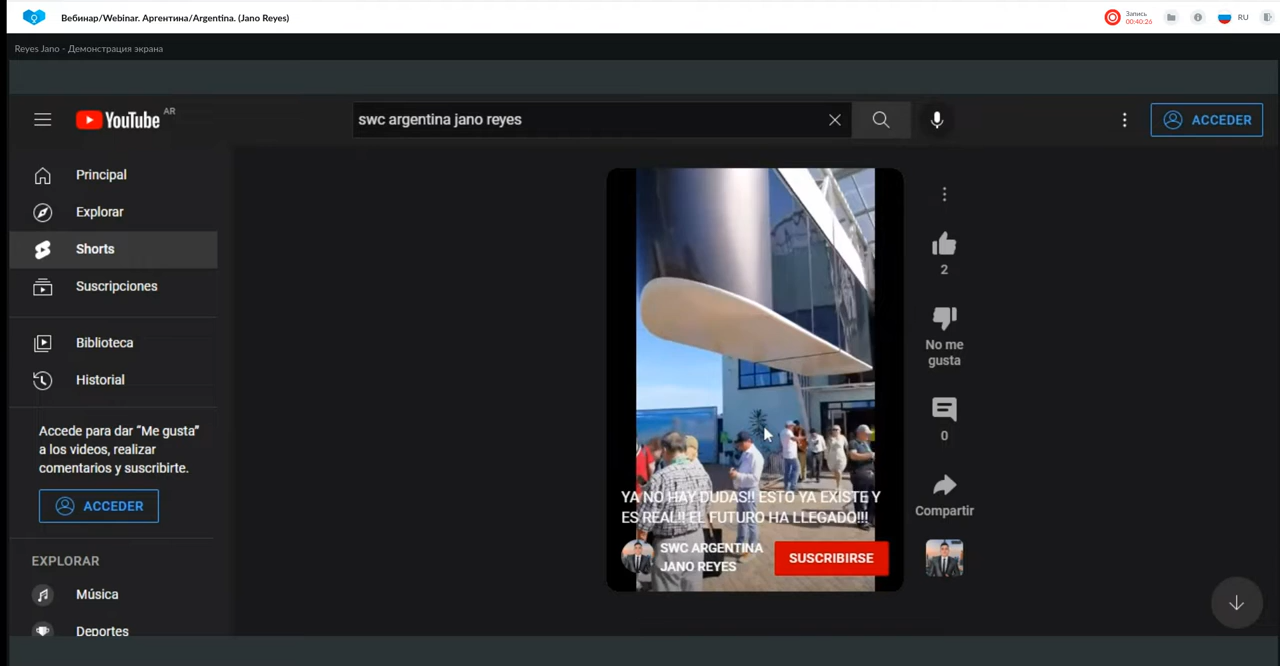 Вебинар/Webinar. Аргентина/Argentina. (Jano Reyes)
Запись
00:40:26
RU
Reyes Jano - Демонстрация экрана
YouTube AR
swc argentina jano reyes
ACCEDER
Principal
Explorar
Shorts
Suscripciones
Biblioteca
Historial
Accede para dar “Me gusta”
a los videos, realizar
comentarios y suscribirte.
ACCEDER
EXPLORAR
Música
Deportes
YA NO HAY DUDAS!! ESTO YA EXISTE Y
ES REAL!! EL FUTURO HA LLEGADO!!!
SWC ARGENTINA
JANO REYES
SUSCRIBIRSE
2
No me
gusta
0
Compartir